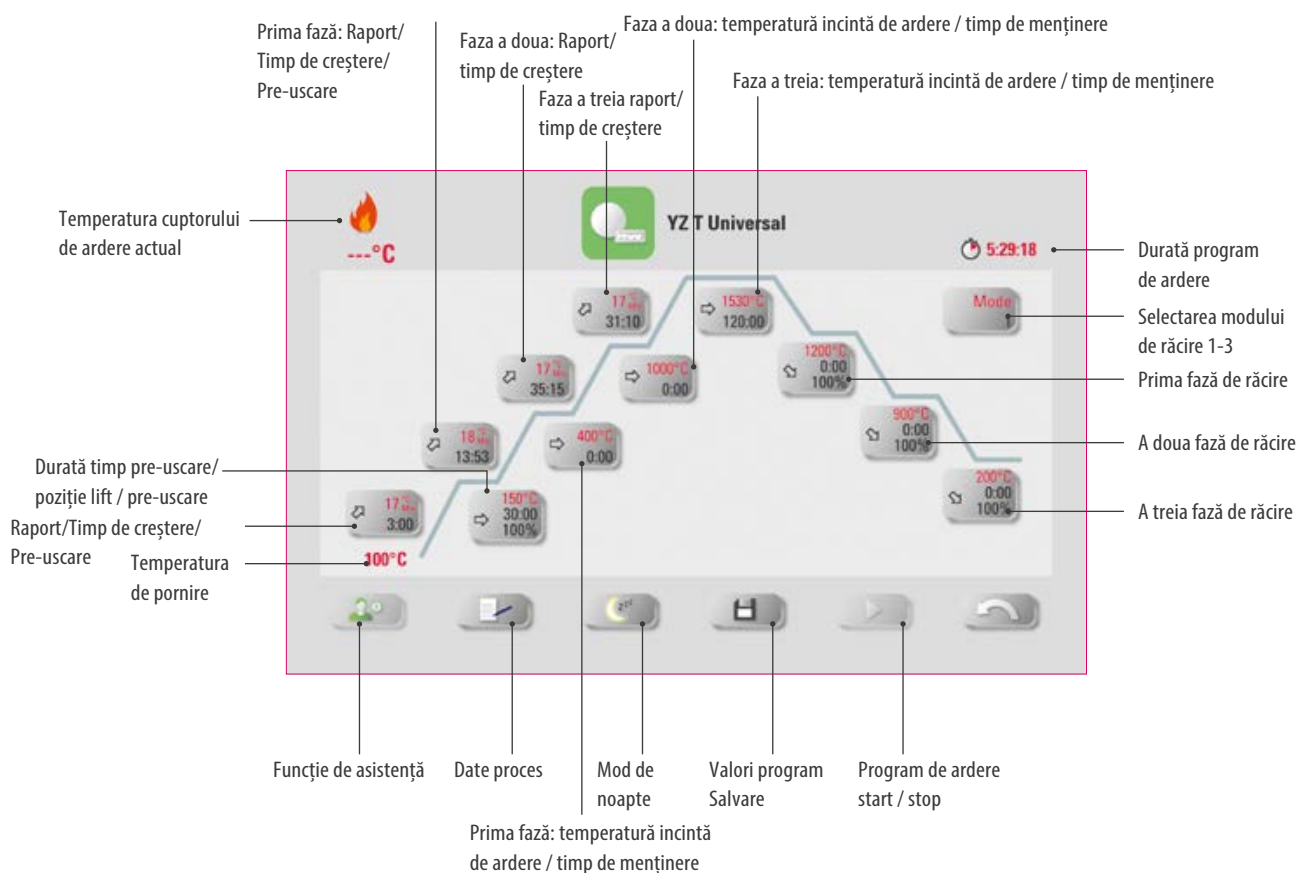 Prima fază: Raport/
Timp de creștere/
Pre-uscare
Faza a doua: Raport/
timp de creștere
Faza a treia raport/
timp de creștere
Faza a doua: temperatură incintă de ardere / timp de menținere
Faza a treia: temperatură incintă de ardere / timp de menținere
Temperatura cuptorului
de ardere actual
---°C
YZ T Universal
5:29:18
Durată program
de ardere
Mode
1
Selectarea modului
de răcire 1-3
17
31:10
1530°C
120:00
17
35:15
1000°C
0:00
1200°C
0:00
100%
Prima fază de răcire
18
13:53
400°C
0:00
900°C
0:00
100%
A doua fază de răcire
Durată timp pre-uscare/
poziție lift / pre-uscare
17
3:00
150°C
30:00
100%
200°C
0:00
100%
A treia fază de răcire
Raport/Timp de creștere/
Pre-uscare
Temperatura
de pornire
100°C
Funcție de asistență
Date proces
Mod de
noapte
Valori program
Salvare
Program de ardere
start / stop
Prima fază: temperatură incintă
de ardere / timp de menținere